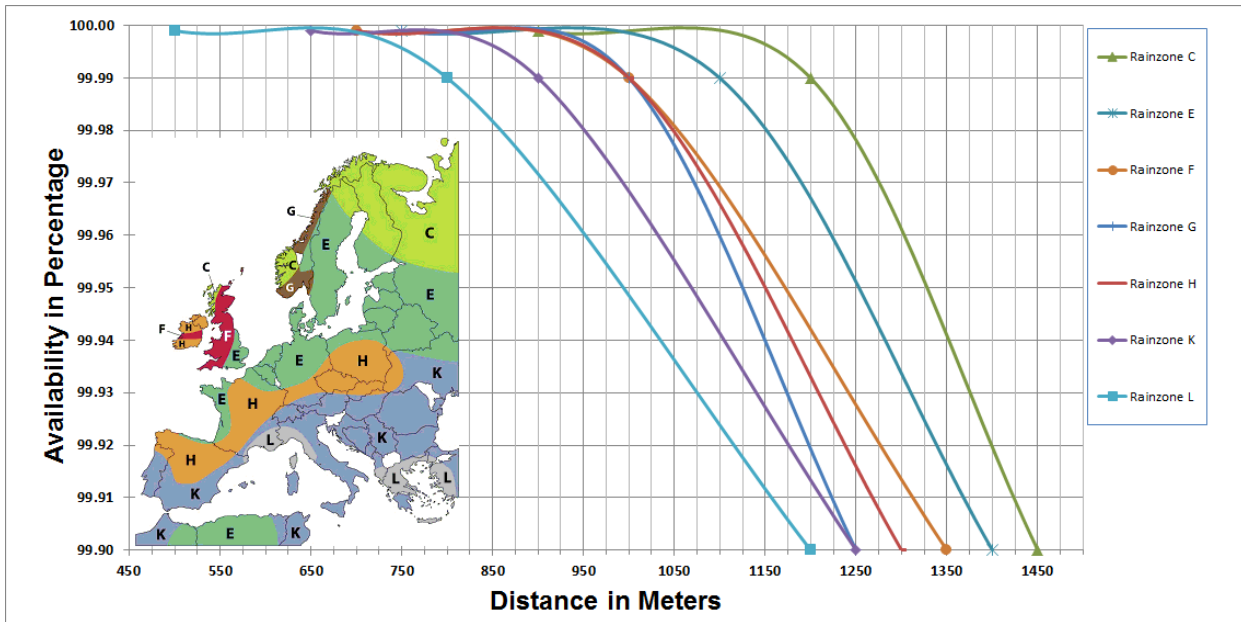 100.00
99.99
99.98
99.97
99.96
99.95
99.94
99.93
99.92
99.91
99.90
Availability in Percentage
450 550 650 750 850 950 1050 1150 1250 1350 1450
Distance in Meters
Rainzone C
Rainzone E
Rainzone F
Rainzone G
Rainzone H
Rainzone K
Rainzone L
G
E
C
C
C
G
E
F
H
F
H
E
E
H
K
E
H
L
K
H
L
L
K
K
E
K